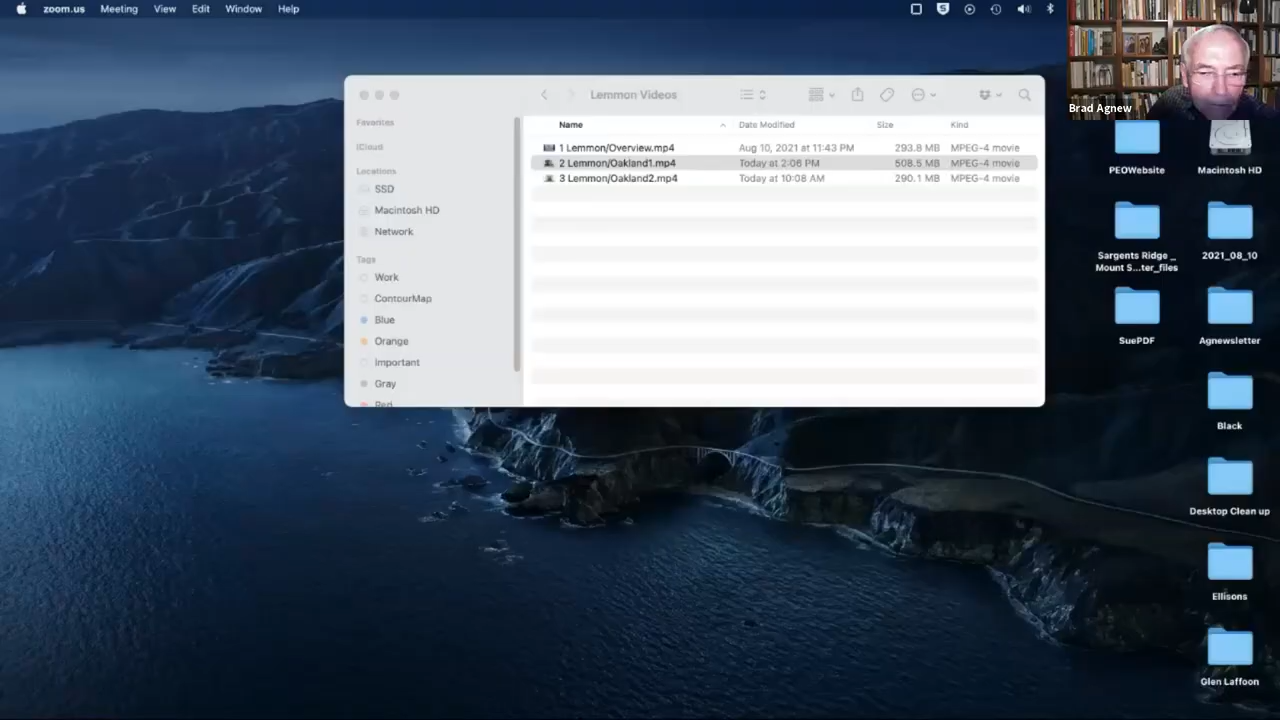 zoom.us Meeting View Edit Window Help
Brad Agnew
Lemmon Videos
Favorites
iCloud
Locations
SSD
Macintosh HD
Network
Tags
Work
ContourMap
Blue
Orange
Important
Gray
Red
Name Date Modified Size Kind
1 Lemmon/Overview.mp4 Aug 10, 2021 at 11:43 PM 293.8 MB MPEG-4 movie
2 Lemmon/Oakland1.mp4 Today at 2:06 PM 508.5 MB MPEG-4 movie
3 Lemmon/Oakland2.mp4 Today at 10:08 AM 290.1 MB MPEG-4 movie
PEOWebsite
Macintosh HD
Sargents Ridge _
Mount S...ter_files
2021_08_10
SuePDF
Agnewsletter
Black
Desktop Clean up
Ellisons
Glen Laffoon